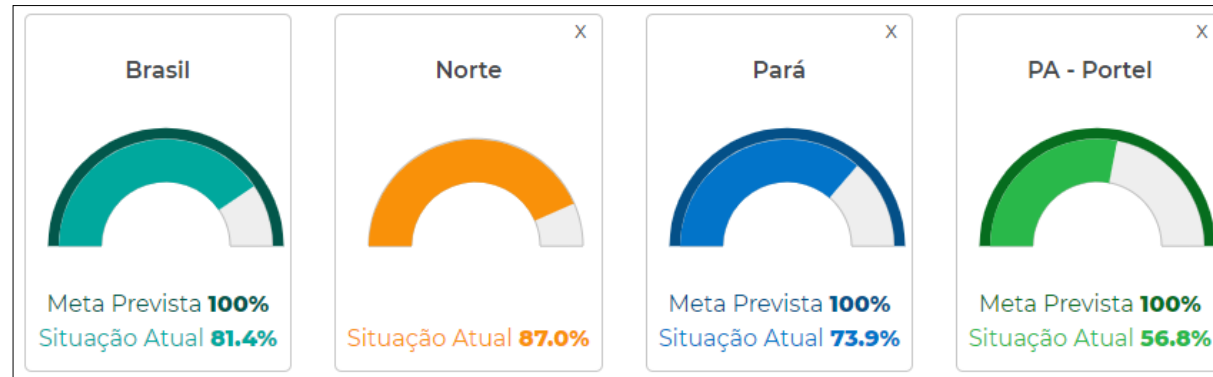 Brasil
Meta Prevista 100%
Situação Atual 81.4%
X
Norte
Situação Atual 87.0%
X
Pará
Meta Prevista 100%
Situação Atual 73.9%
X
PA - Portel
Meta Prevista 100%
Situação Atual 56.8%